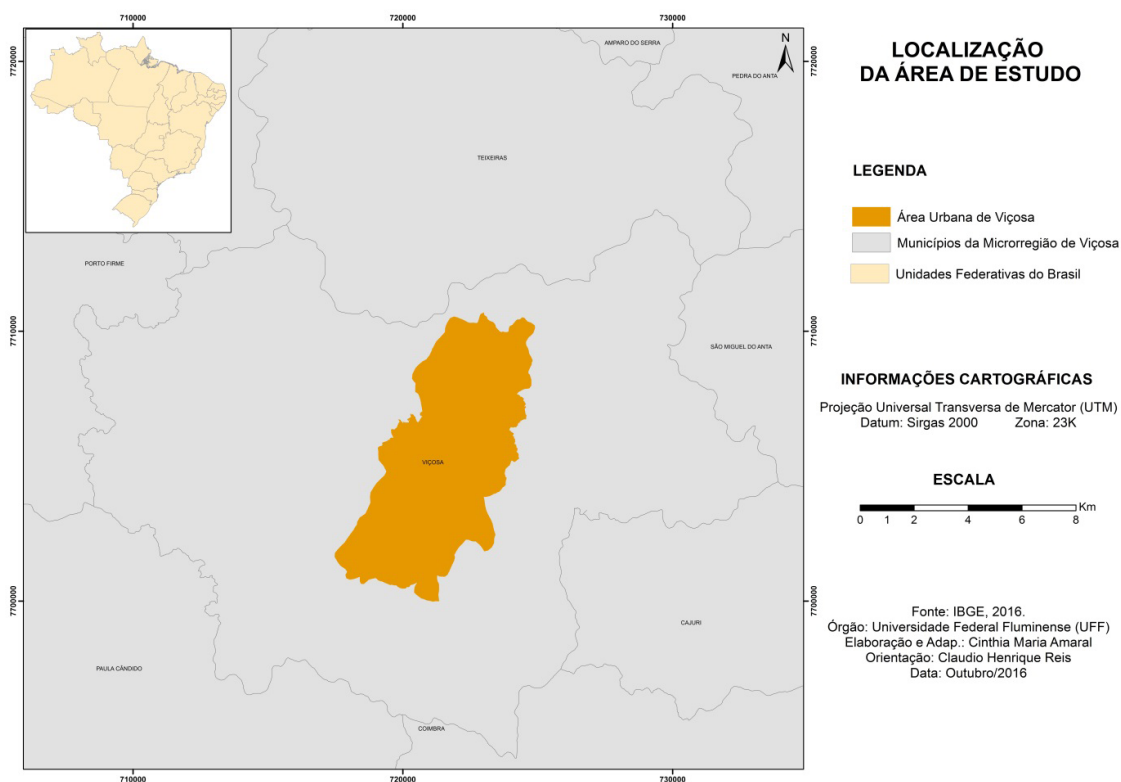 710000
720000
730000
7720000
7720000
N
AMPARO DO SERRA
PEDRA DO ANTA
TEIXEIRAS
PORTO FIRME
7710000
7710000
SÃO MIGUEL DO ANTA
VIÇOSA
7700000
7700000
CAJURI
PAULA CÂNDIDO
COIMBRA
710000
720000
730000
LOCALIZAÇÃO
DA ÁREA DE ESTUDO
LEGENDA
Área Urbana de Viçosa
Municípios da Microrregião de Viçosa
Unidades Federativas do Brasil
INFORMAÇÕES CARTOGRÁFICAS
Projeção Universal Transversa de Mercator (UTM)
Datum: Sirgas 2000 Zona: 23K
ESCALA
Km
0 1 2 4 6 8
Fonte: IBGE, 2016.
Órgão: Universidade Federal Fluminense (UFF)
Elaboração e Adap.: Cinthia Maria Amaral
Orientação: Claudio Henrique Reis
Data: Outubro/2016